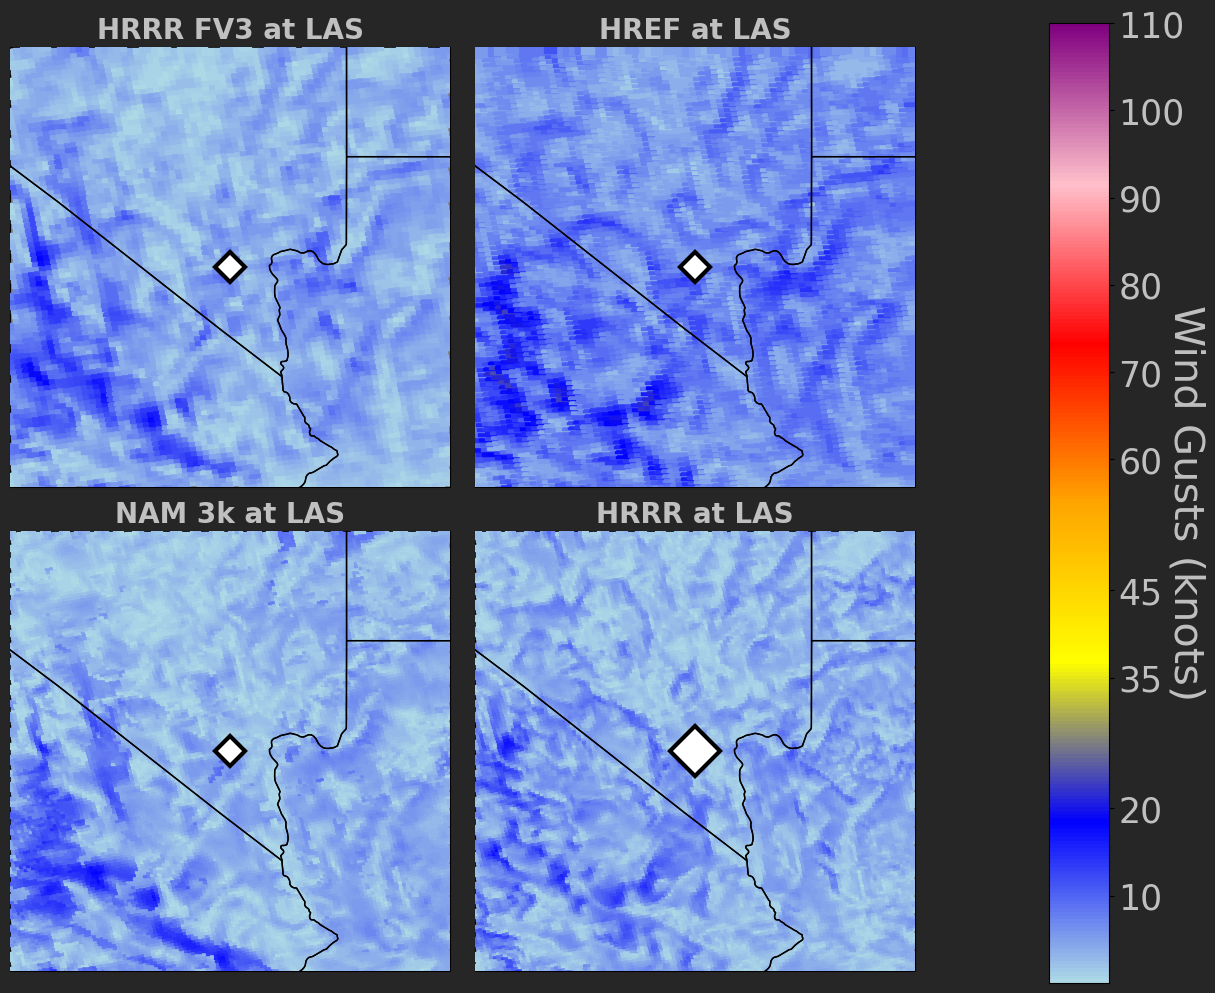 HRRR FV3 at LAS
HREF at LAS
NAM 3k at LAS
HRRR at LAS
110
100
90
80
70
60
45
35
20
10
Wind Gusts (knots)